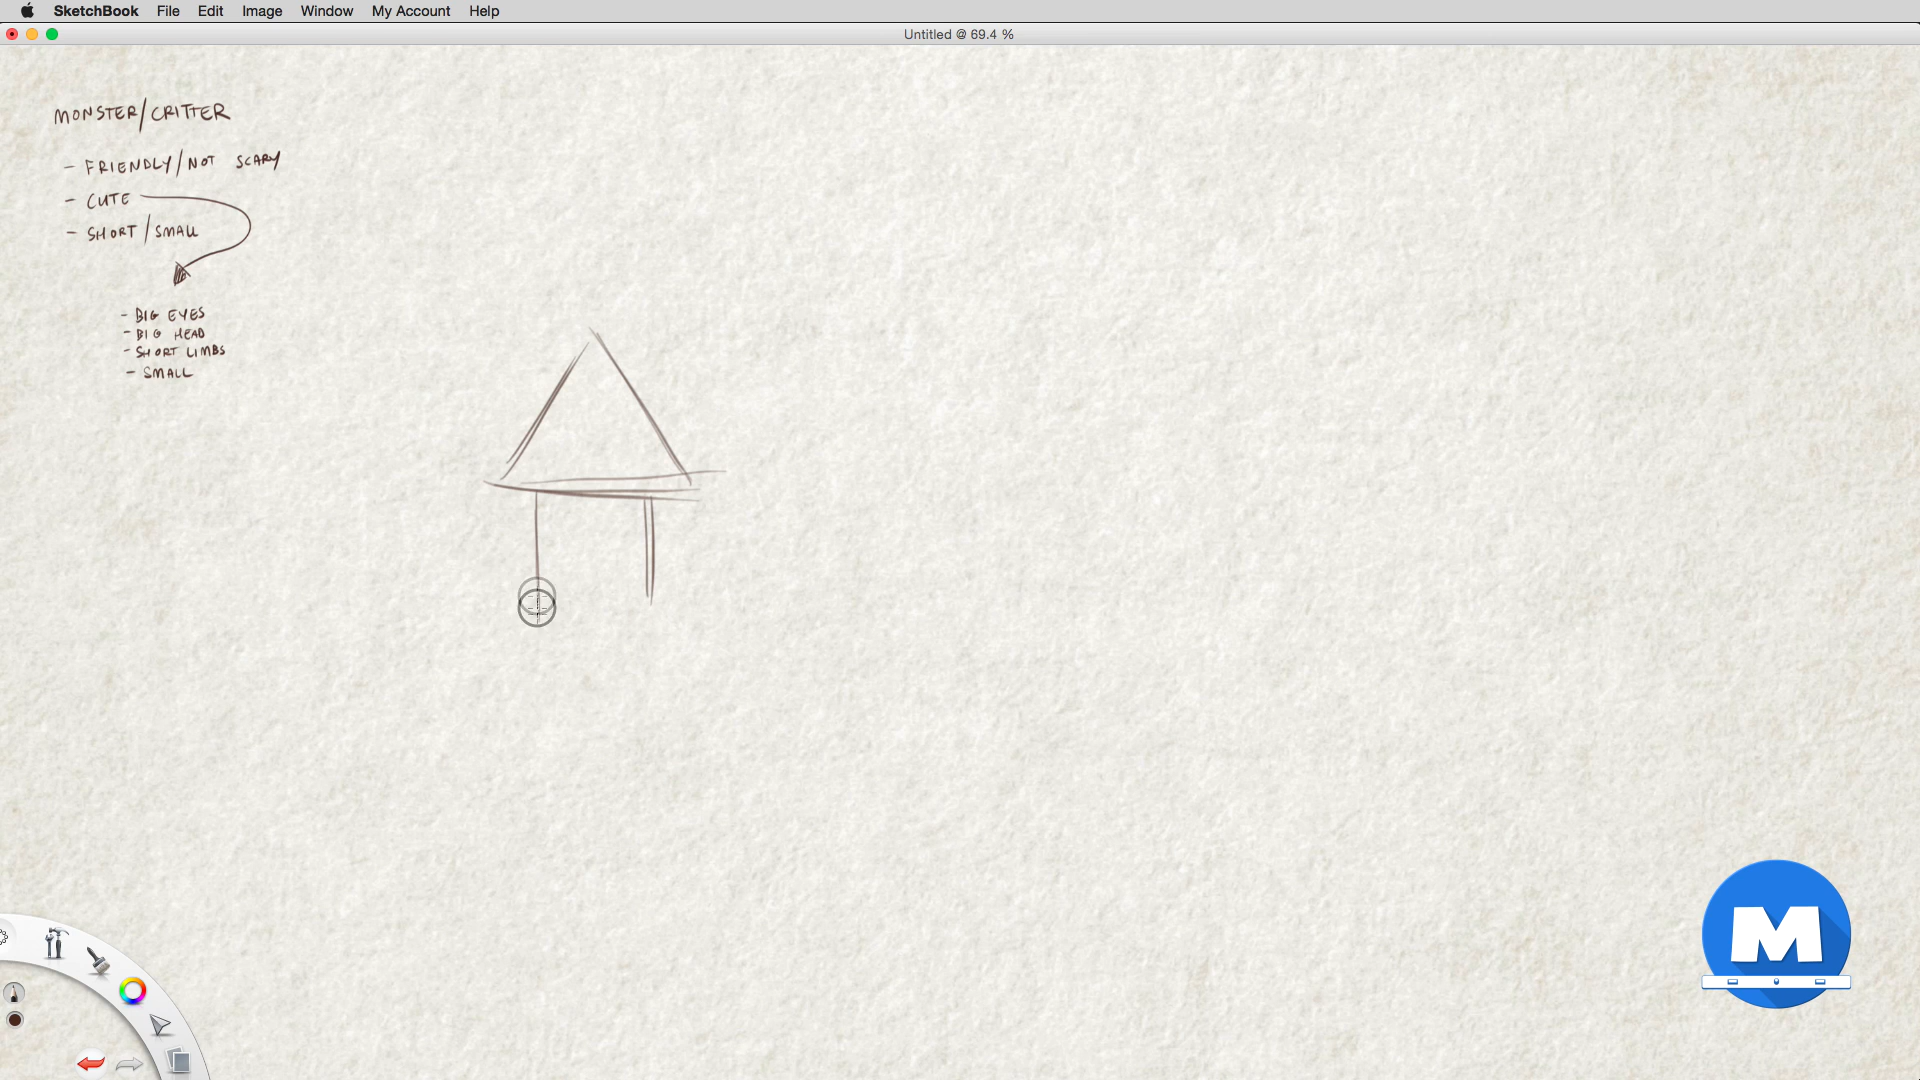 SketchBook File Edit Image Window My Account Help
Untitled @ 69.4 %
MONSTER/CRITTER
- FRIENDLY/NOT SCARY
- CUTE
- SHORT/SMALL
- BIG EYES
- BIG HEAD
- SHORT LIMBS
- SMALL
M